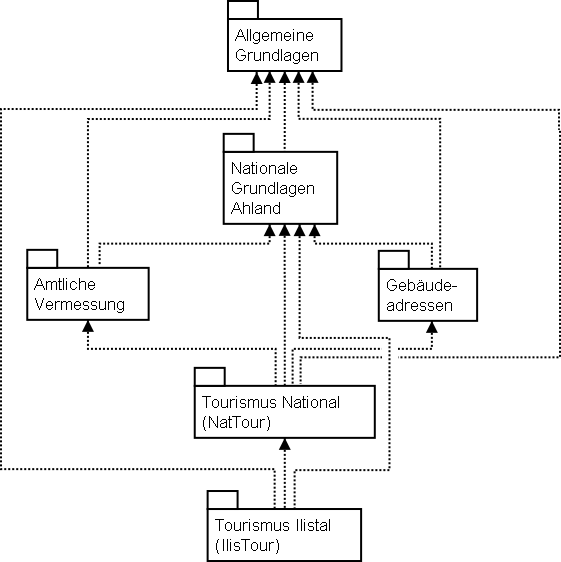 Allgemeine
Grundlagen
Nationale
Grundlagen
Ahland
Amtliche
Vermessung
Gebäude-
adressen
Tourismus National
(NatTour)
Tourismus Ilistal
(IlisTour)